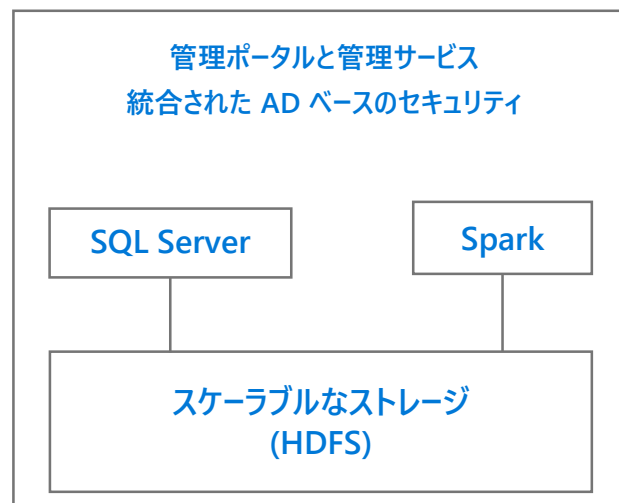 管理ポータルと管理サービス
統合された AD ベースのセキュリティ
SQL Server
Spark
スケーラブルなストレージ
(HDFS)